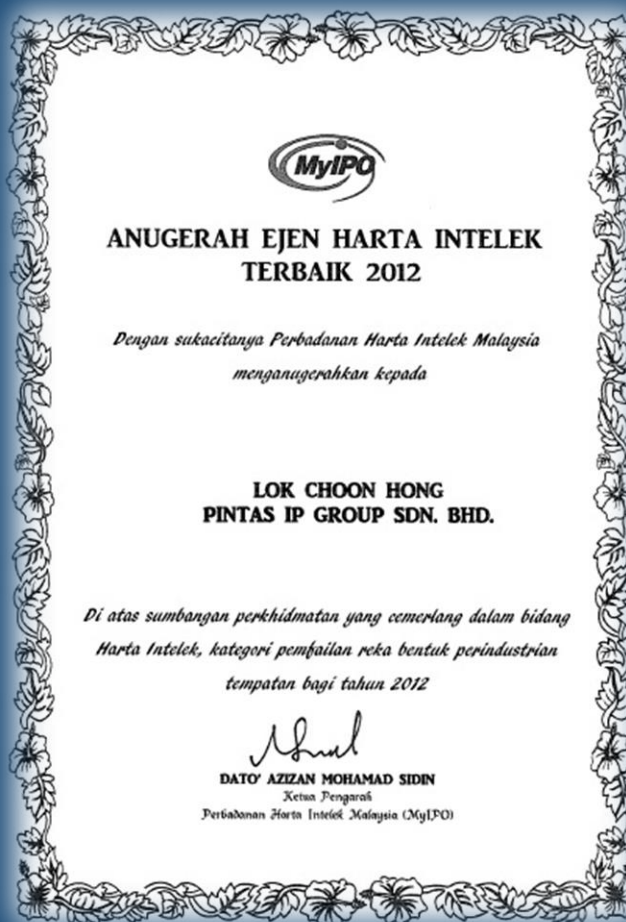 MyIPO
ANUGERAH EJEN HARTA INTELEK
TERBAIK 2012
Dengan sukacitanya Perbadanan Harta Intelek Malaysia
menganugerahkan kepada
LOK CHOON HONG
PINTAS IP GROUP SDN. BHD.
Di atas sumbangan perkhidmatan yang cemerlang dalam bidang
Harta Intelek, kategori pemfailan reka bentuk perindustrian
tempatan bagi tahun 2012
DATO' AZIZAN MOHAMAD SIDIN
Ketua Pengarah
Perbadanan Harta Intelek Malaysia (MyIPO)